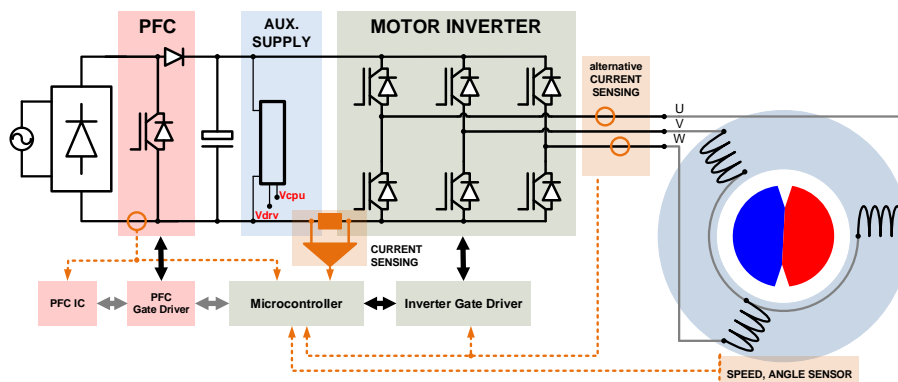 PFC
AUX.
SUPPLY
MOTOR INVERTER
alternative
CURRENT
SENSING
U
V
W
Vcpu
Vdrv
CURRENT
SENSING
PFC IC
PFC
Gate Driver
Microcontroller
Inverter Gate Driver
SPEED, ANGLE SENSOR